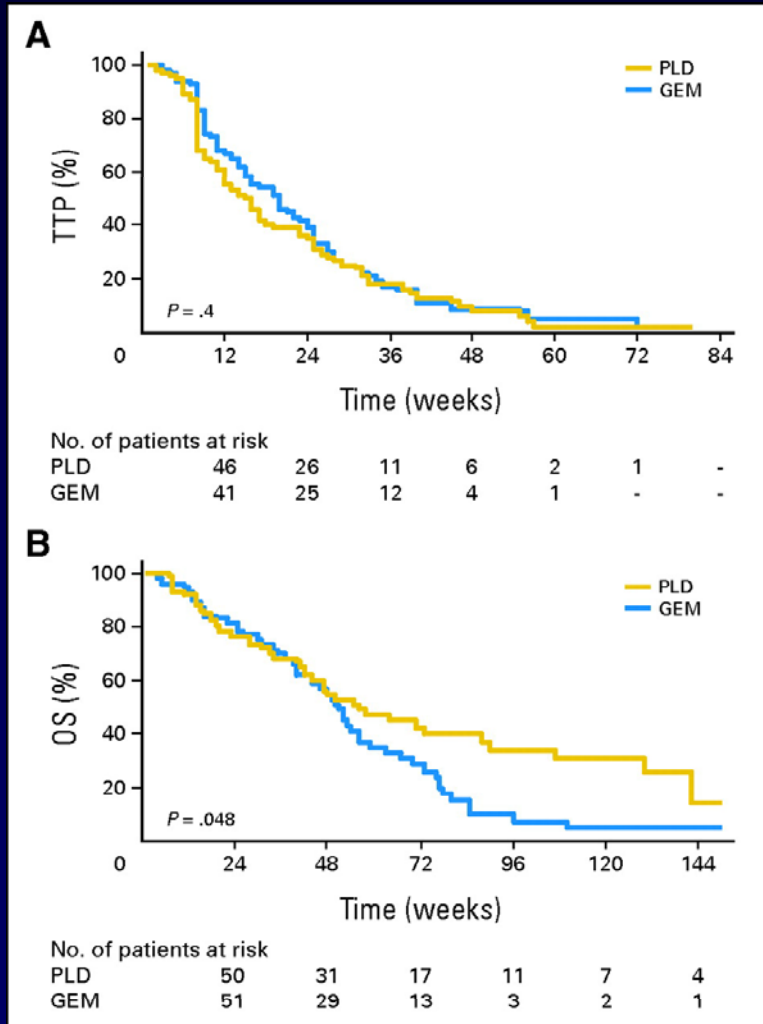 A
PLD
GEM
TTP (%)
100
80
60
40
20
P = .4
0 12 24 36 48 60 72 84
Time (weeks)
No. of patients at risk
PLD 46 26 11 6 2 1 -
GEM 41 25 12 4 1 - -
B
PLD
GEM
OS (%)
100
80
60
40
20
P = .048
0 24 48 72 96 120 144
Time (weeks)
No. of patients at risk
PLD 50 31 17 11 7 4
GEM 51 29 13 3 2 1